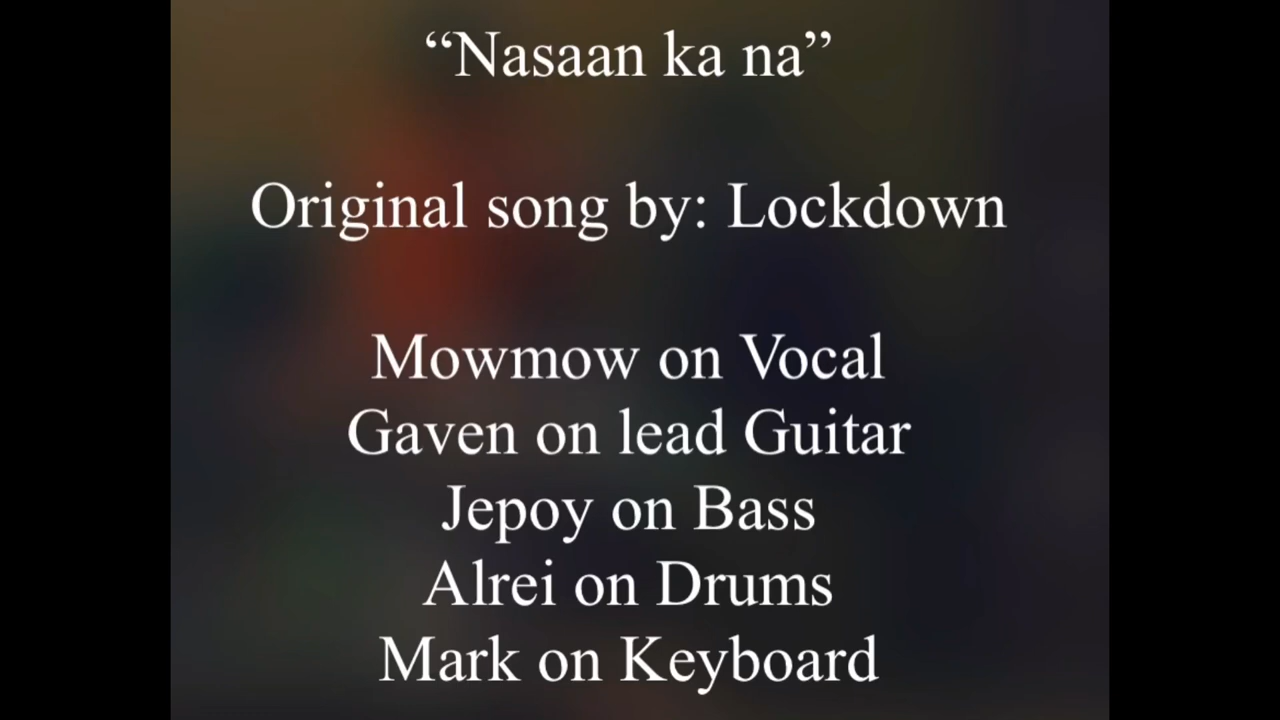 “Nasaan ka na”
Original song by: Lockdown
Mowmow on Vocal
Gaven on lead Guitar
Jepoy on Bass
Alrei on Drums
Mark on Keyboard